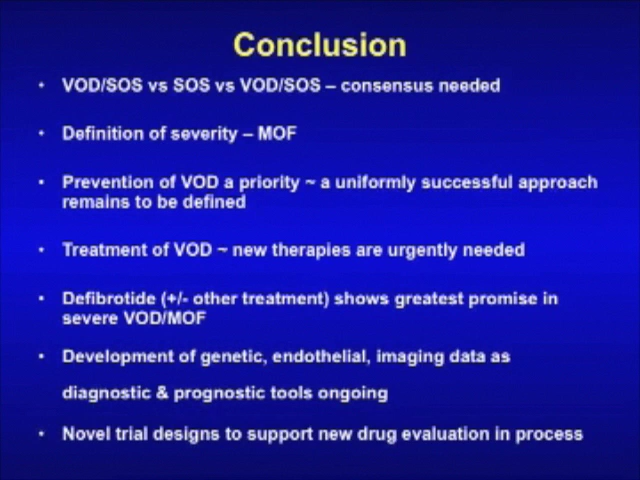 Conclusion
• VOD/SOS vs SOS vs VOD/SOS – consensus needed
• Definition of severity – MOF
• Prevention of VOD a priority ~ a uniformly successful approach
remains to be defined
• Treatment of VOD ~ new therapies are urgently needed
• Defibrotide (+/- other treatment) shows greatest promise in
severe VOD/MOF
• Development of genetic, endothelial, imaging data as
diagnostic & prognostic tools ongoing
• Novel trial designs to support new drug evaluation in process